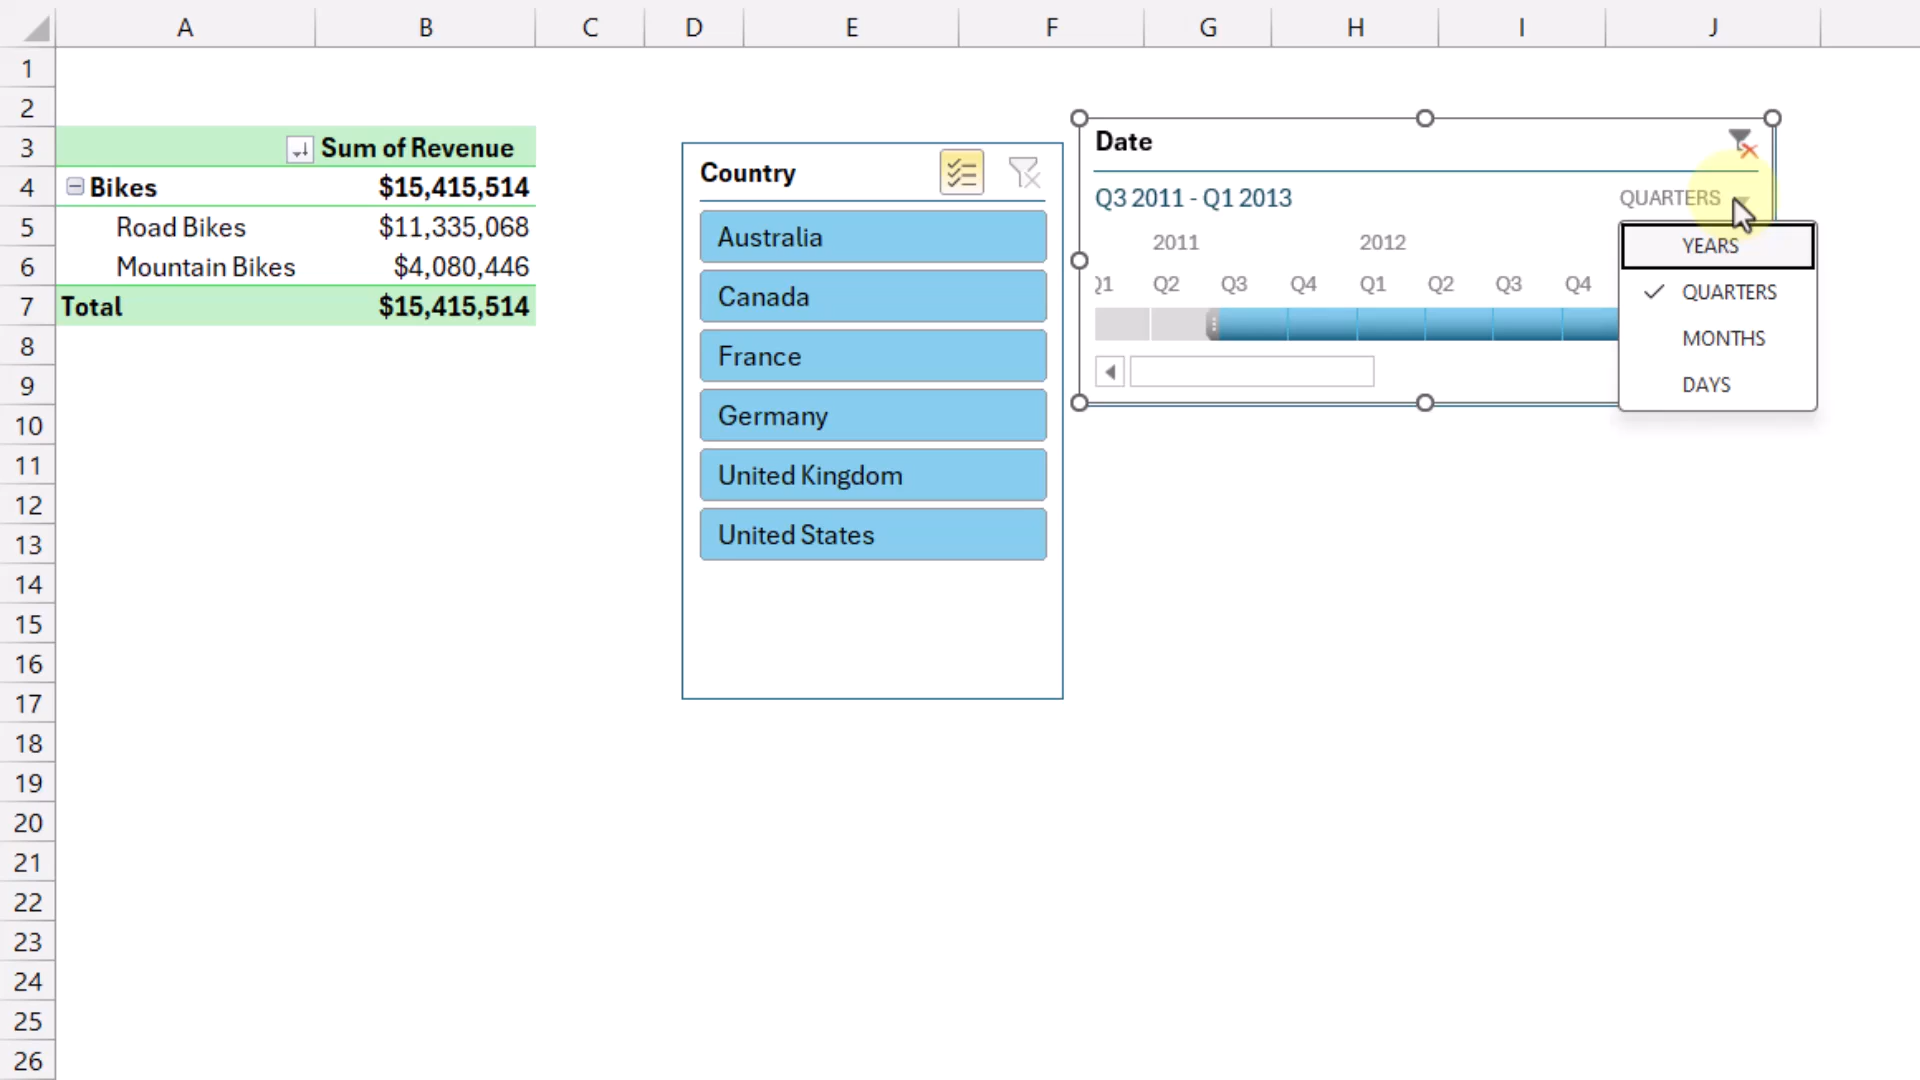 A B C D E F G H I J
1
2
3 Sum of Revenue
4 Bikes $15,415,514
5 Road Bikes $11,335,068
6 Mountain Bikes $4,080,446
7 Total $15,415,514
8
9
10
11
12
13
14
15
16
17
18
19
20
21
22
23
24
25
26
Country
Australia
Canada
France
Germany
United Kingdom
United States
Date
Q3 2011 - Q1 2013 QUARTERS
2011 2012
Q1 Q2 Q3 Q4 Q1 Q2 Q3 Q4
YEARS
QUARTERS
MONTHS
DAYS